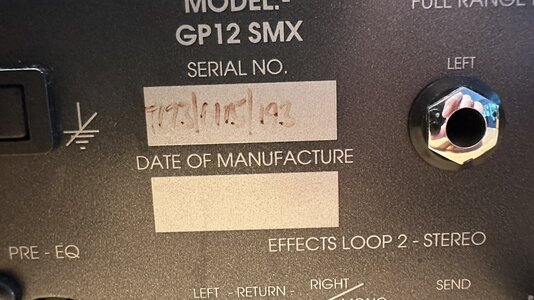 MODEL:-
GP12 SMX
FULL RANGE
SERIAL NO.
LEFT
DATE OF MANUFACTURE
EFFECTS LOOP 2 - STEREO
PRE - EQ
LEFT - RETURN - RIGHT
MONO
SEND